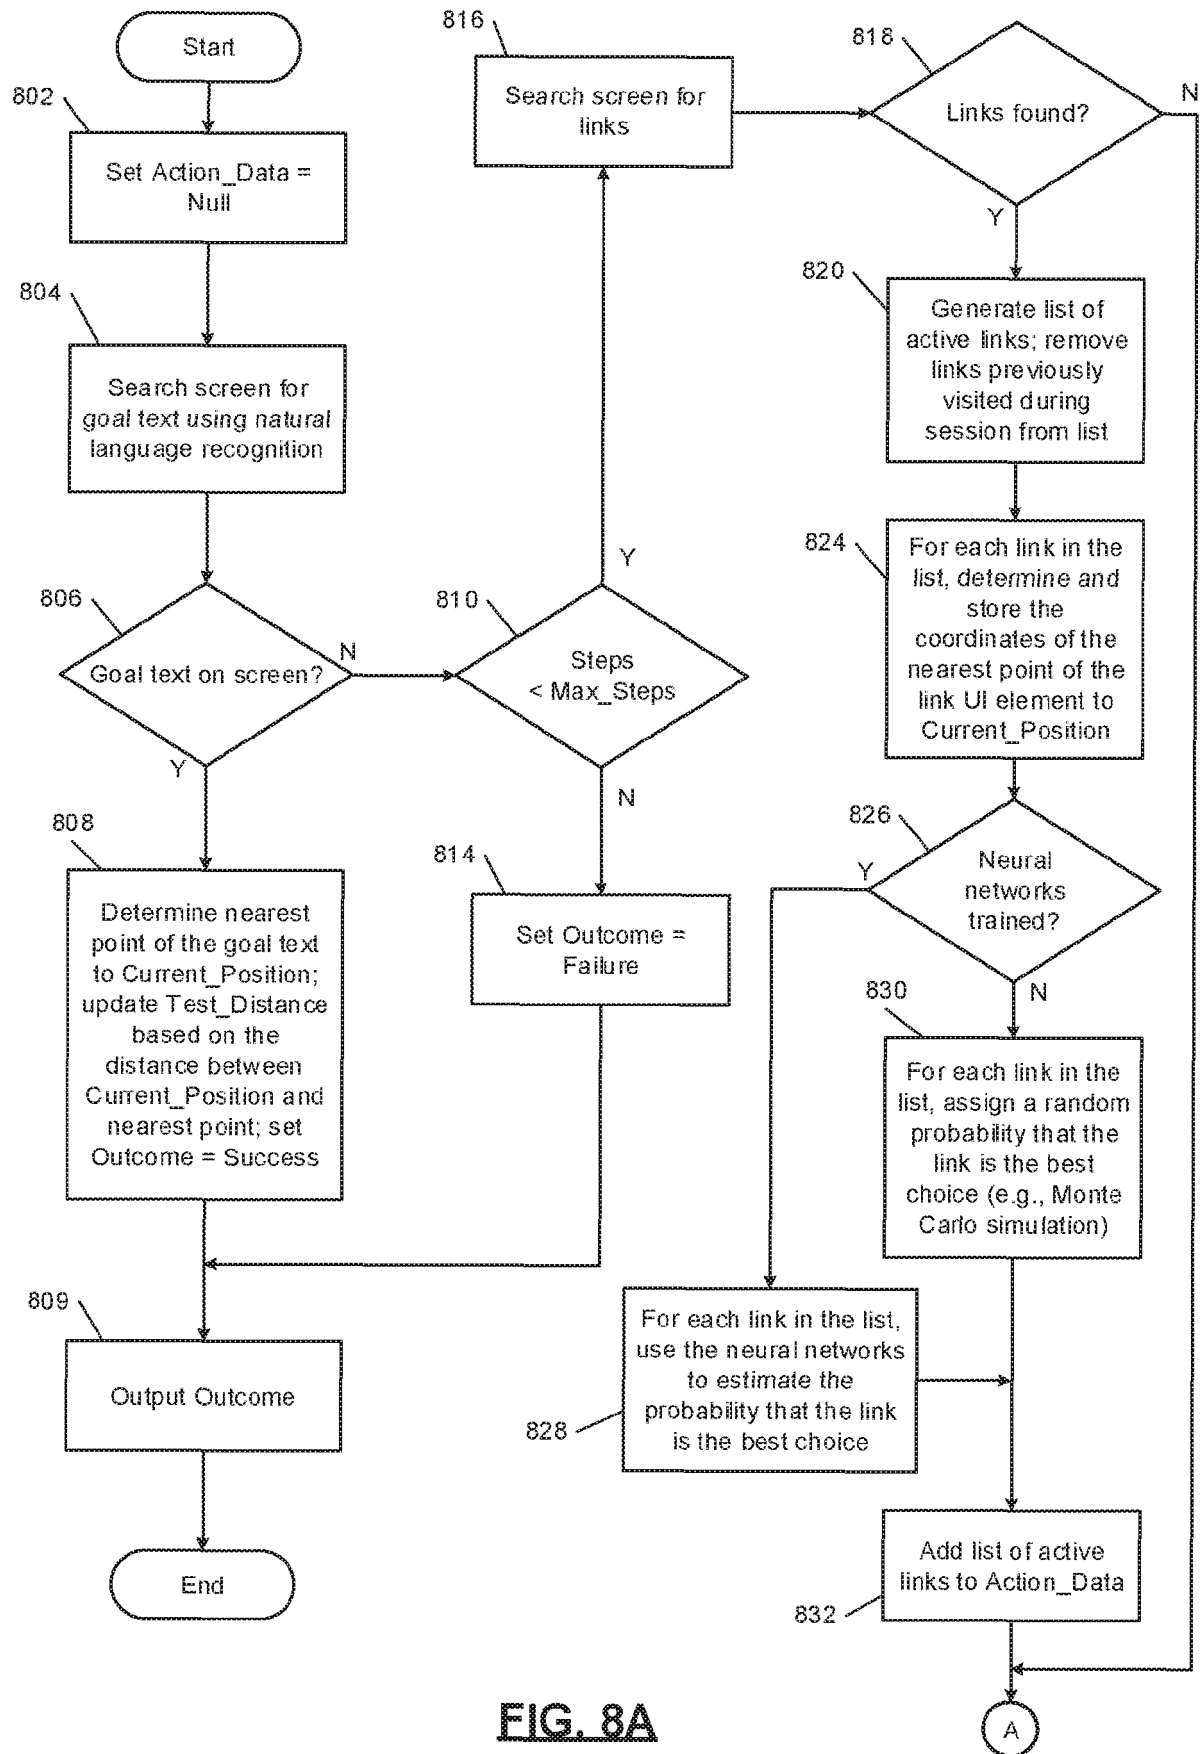 Start
802
Set Action_Data =
Null
804
Search screen for
goal text using natural
language recognition
806
Goal text on screen?
N
Y
808
Determine nearest
point of the goal text
to Current_Position;
update Test_Distance
based on the
distance between
Current_Position and
nearest point; set
Outcome = Success
809
Output Outcome
End
810
Steps
< Max_Steps
Y
N
814
Set Outcome =
Failure
816
Search screen for
links
818
Links found?
N
Y
820
Generate list of
active links; remove
links previously
visited during
session from list
824
For each link in the
list, determine and
store the
coordinates of the
nearest point of the
link UI element to
Current_Position
826
Neural
networks
trained?
Y
N
830
For each link in the
list, assign a random
probability that the
link is the best
choice (e.g., Monte
Carlo simulation)
For each link in the list,
use the neural networks
to estimate the
probability that the link
is the best choice
828
Add list of active
links to Action_Data
832
A
FIG. 8A